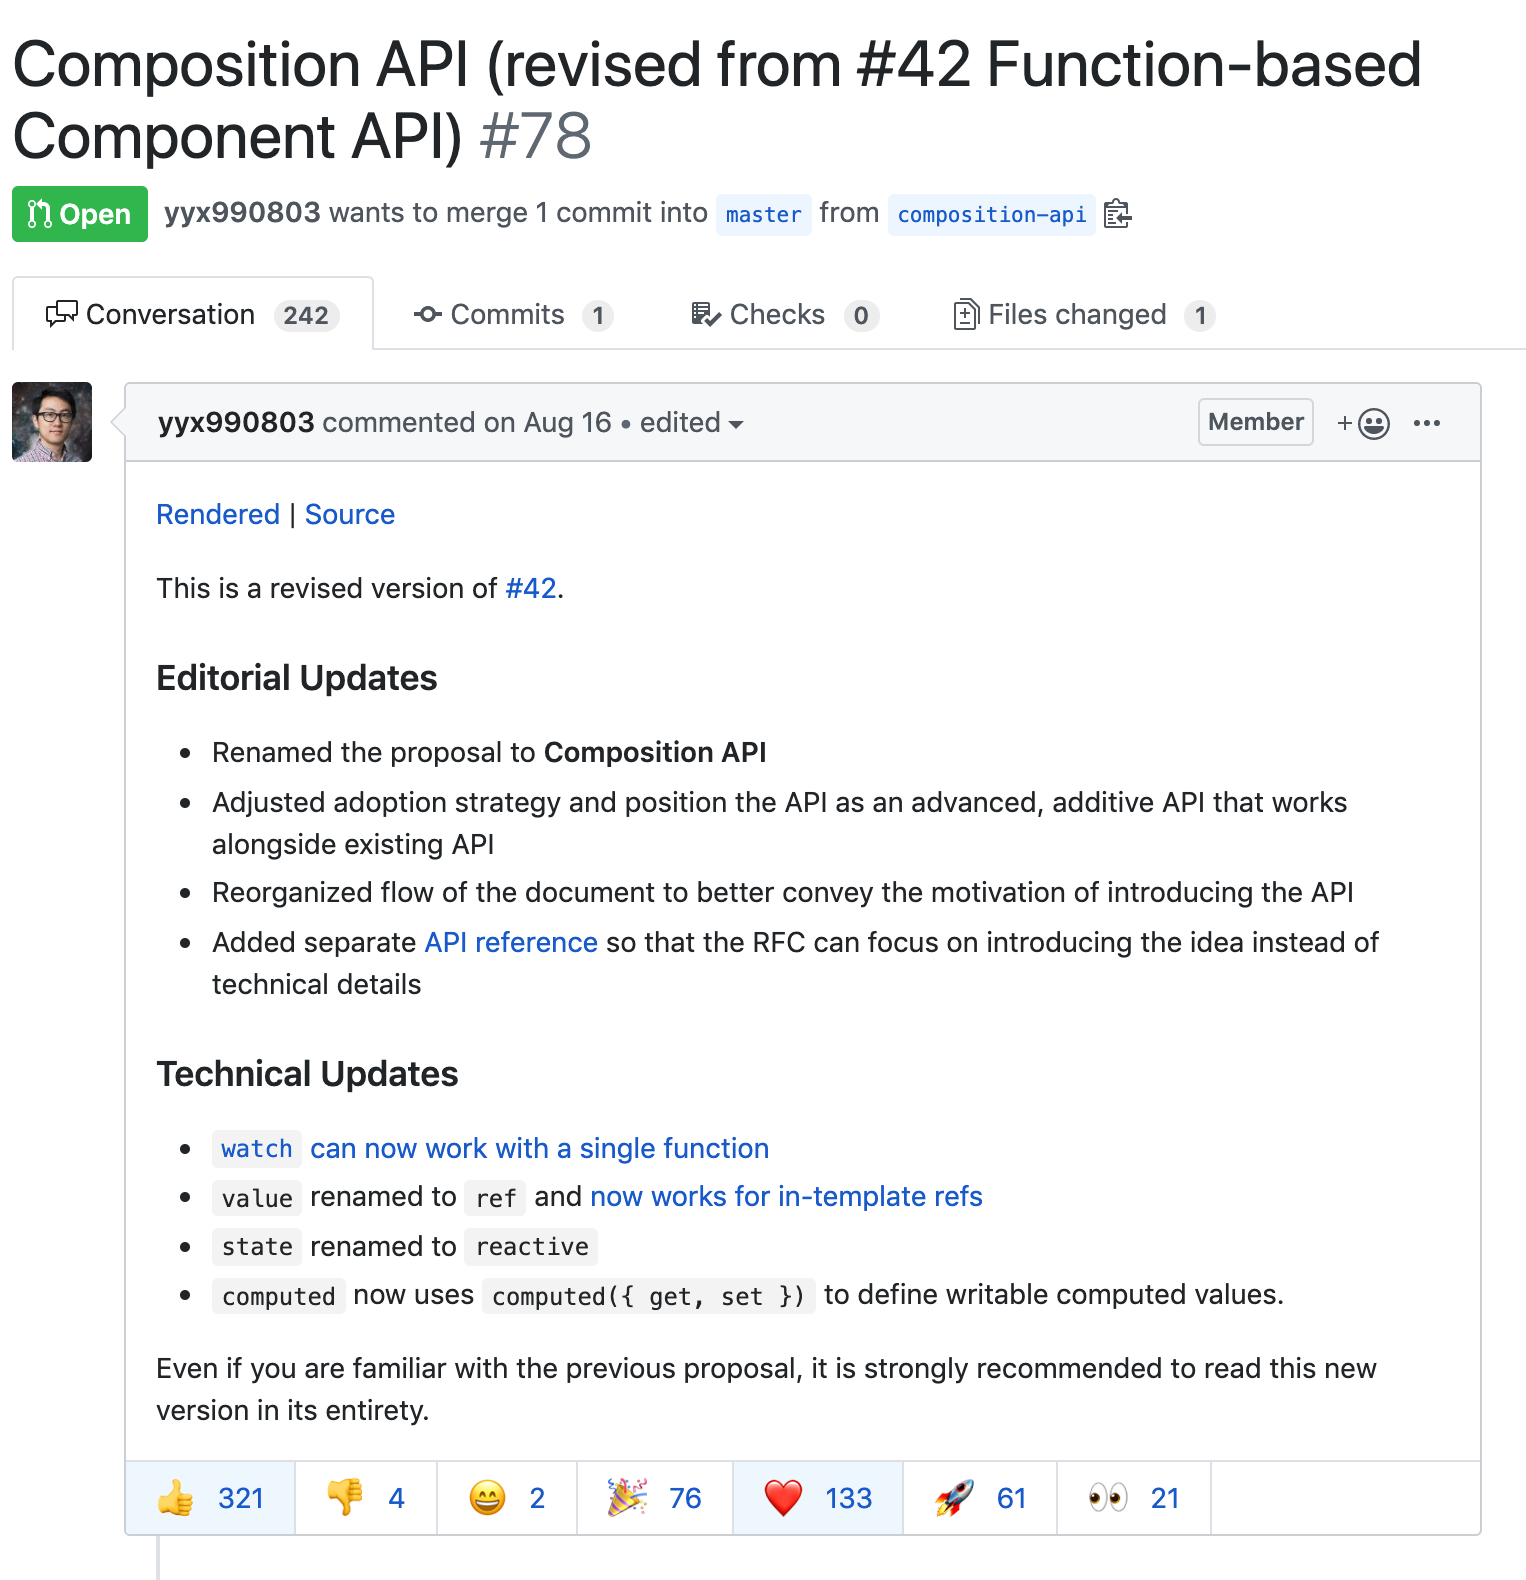 Composition API (revised from #42 Function-based
Component API) #78
Open yyx990803 wants to merge 1 commit into master from composition-api
Conversation 242 Commits 1 Checks 0 Files changed 1
yyx990803 commented on Aug 16 • edited Member
Rendered | Source
This is a revised version of #42.
Editorial Updates
• Renamed the proposal to Composition API
• Adjusted adoption strategy and position the API as an advanced, additive API that works
alongside existing API
• Reorganized flow of the document to better convey the motivation of introducing the API
• Added separate API reference so that the RFC can focus on introducing the idea instead of
technical details
Technical Updates
• watch can now work with a single function
• value renamed to ref and now works for in-template refs
• state renamed to reactive
• computed now uses computed({ get, set }) to define writable computed values.
Even if you are familiar with the previous proposal, it is strongly recommended to read this new
version in its entirety.
👍 321 👎 4 😄 2 🎉 76 ❤️ 133 🚀 61 👀 21